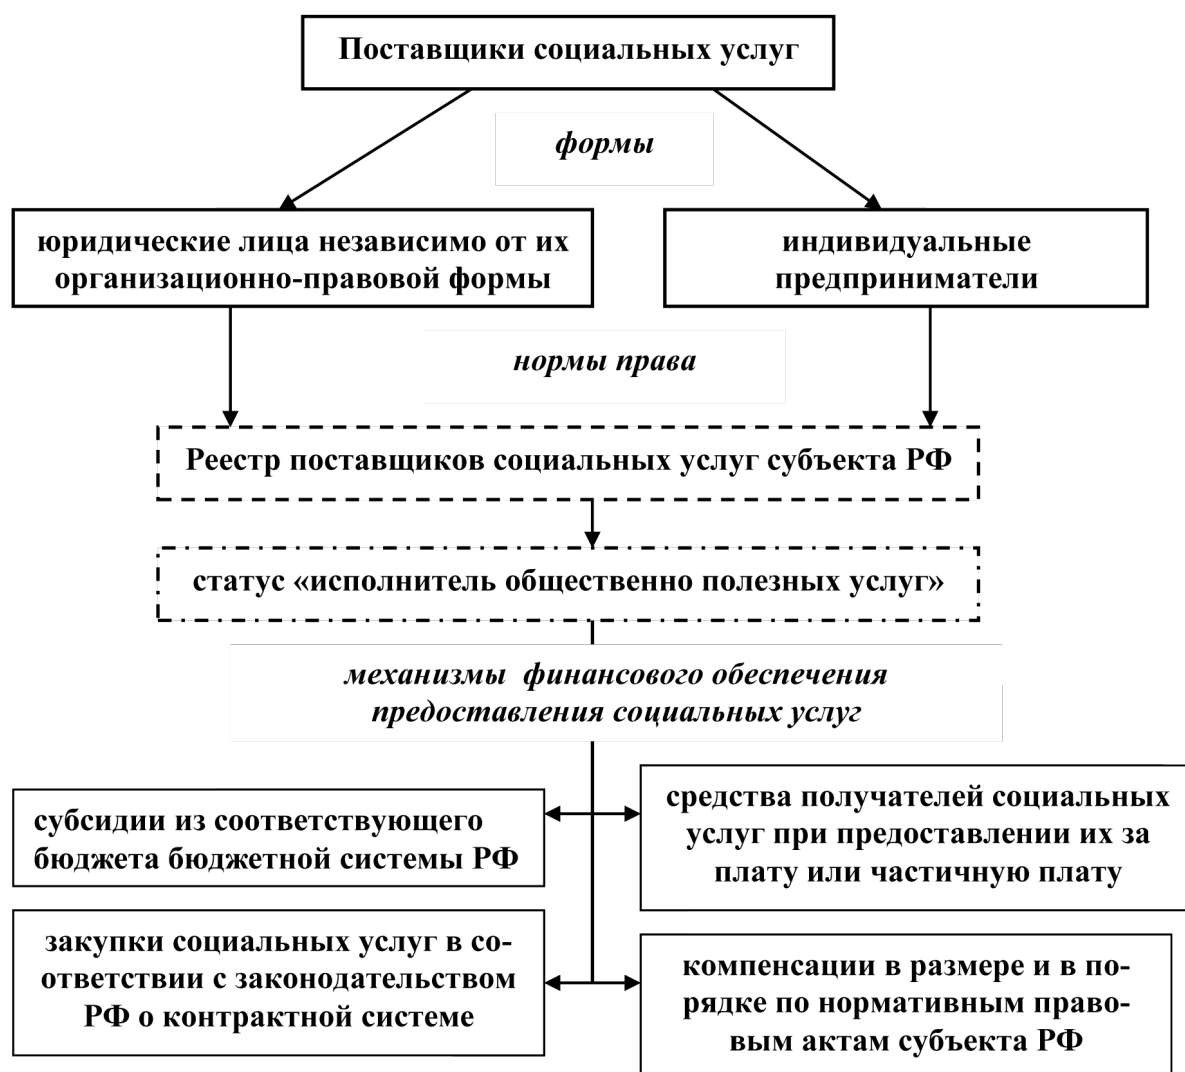 Поставщики социальных услуг
формы
юридические лица независимо от их
организационно-правовой формы
индивидуальные
предприниматели
нормы права
Реестр поставщиков социальных услуг субъекта РФ
статус «исполнитель общественно полезных услуг»
механизмы финансового обеспечения
предоставления социальных услуг
субсидии из соответствующего
бюджета бюджетной системы РФ
средства получателей социальных
услуг при предоставлении их за
плату или частичную плату
закупки социальных услуг в со-
ответствии с законодательством
РФ о контрактной системе
компенсации в размере и в по-
рядке по нормативным право-
вым актам субъекта РФ